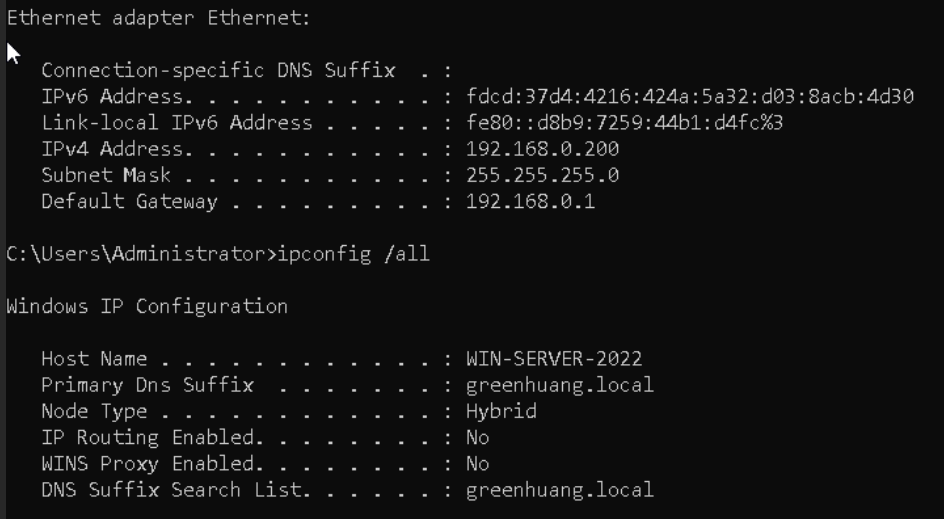 Ethernet adapter Ethernet:
Connection-specific DNS Suffix  . :
IPv6 Address. . . . . . . . . . . : fdcd:37d4:4216:424a:5a32:d03:8acb:4d30
Link-local IPv6 Address . . . . . : fe80::d8b9:7259:44b1:d4fc%3
IPv4 Address. . . . . . . . . . . : 192.168.0.200
Subnet Mask . . . . . . . . . . . : 255.255.255.0
Default Gateway . . . . . . . . . : 192.168.0.1
C:\Users\Administrator>ipconfig /all
Windows IP Configuration
Host Name . . . . . . . . . . . . : WIN-SERVER-2022
Primary Dns Suffix  . . . . . . . : greenhuang.local
Node Type . . . . . . . . . . . . : Hybrid
IP Routing Enabled. . . . . . . . : No
WINS Proxy Enabled. . . . . . . . : No
DNS Suffix Search List. . . . . . : greenhuang.local